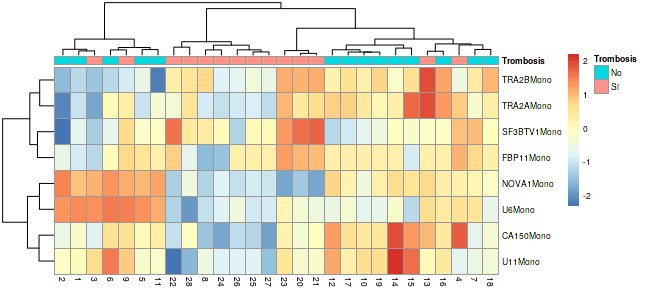 Trombosis
TRA2BMono
TRA2AMono
SF3BTV1Mono
FBP11Mono
NOVA1Mono
U6Mono
CA150Mono
U11Mono
2 1 3 6 9 5 11 22 28 8 24 26 25 27 23 20 21 12 17 10 19 14 15 13 16 4 7 18
2
1
0
-1
-2
Trombosis
No
SI